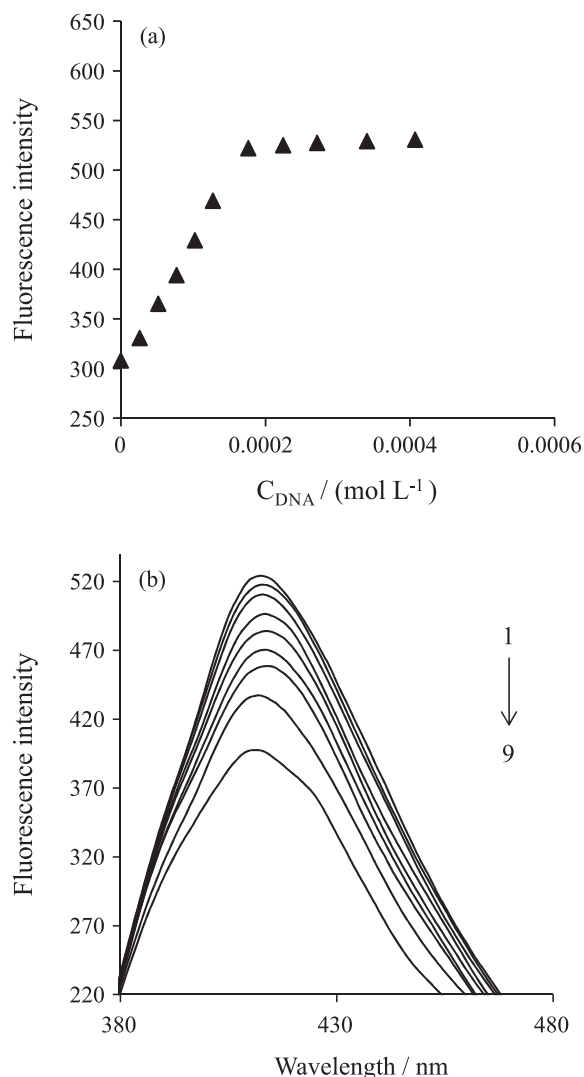 (a)
Fluorescence intensity
650
600
550
500
450
400
350
300
250
0 0.0002 0.0004 0.0006
C_DNA / (mol L⁻¹)
(b)
Fluorescence intensity
520
470
420
370
320
270
220
1
9
380 430 480
Wavelength / nm